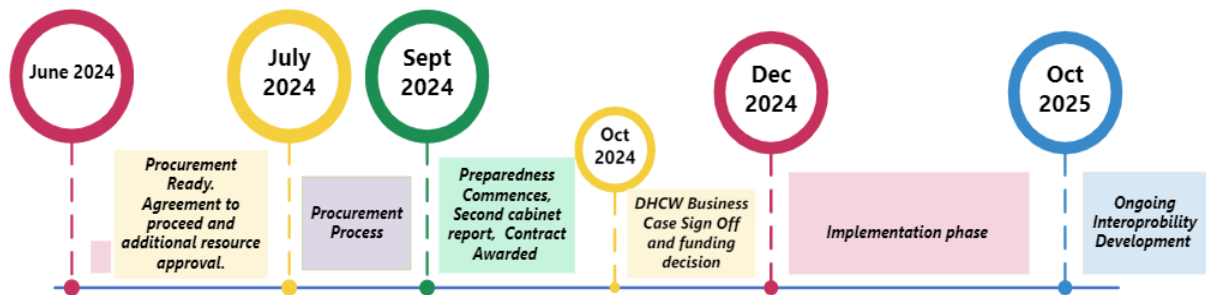 June 2024
Procurement
Ready.
Agreement to
proceed and
additional resource
approval.
July
2024
Procurement
Process
Sept
2024
Preparedness
Commences,
Second cabinet
report, Contract
Awarded
Oct
2024
DHCW Business
Case Sign Off
and funding
decision
Dec
2024
Implementation phase
Oct
2025
Ongoing
Interoprobility
Development